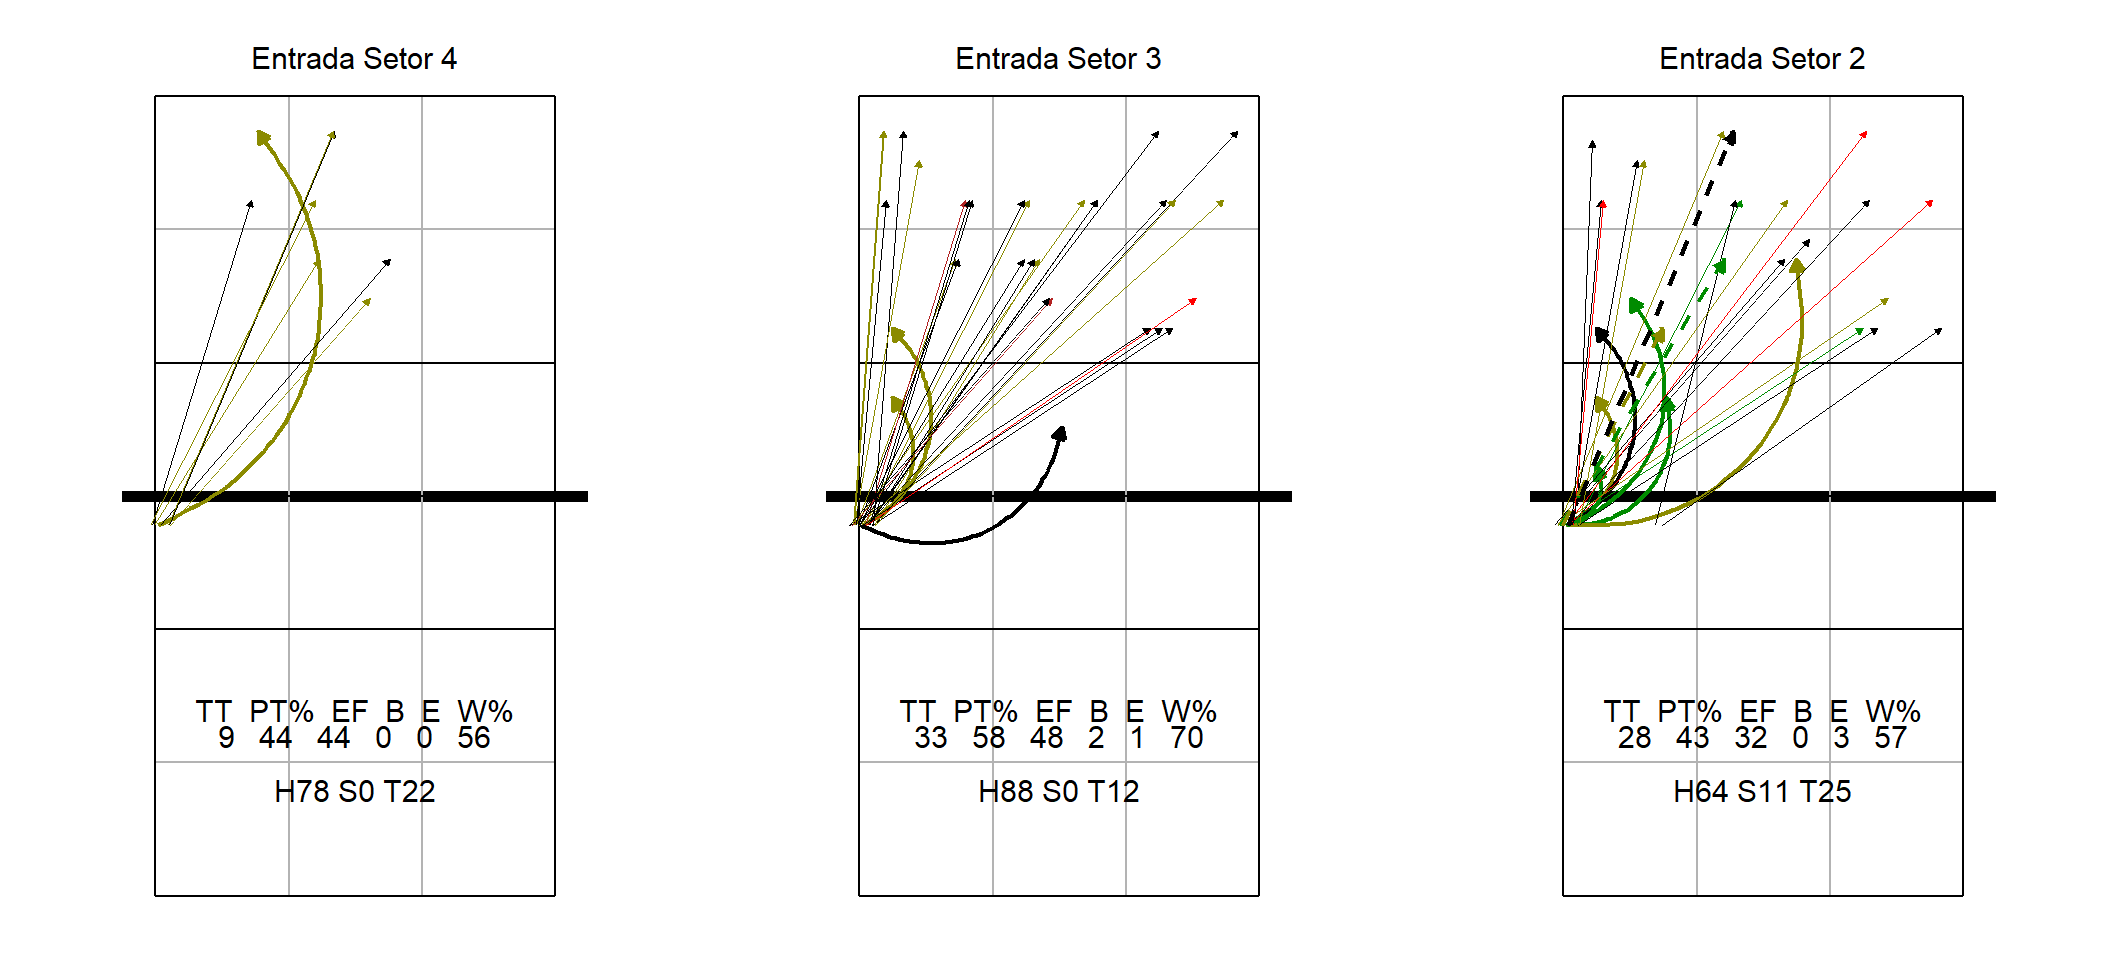 Entrada Setor 4
TT PT% EF B E W%
9 44 44 0 0 56
H78 S0 T22
Entrada Setor 3
TT PT% EF B E W%
33 58 48 2 1 70
H88 S0 T12
Entrada Setor 2
TT PT% EF B E W%
28 43 32 0 3 57
H64 S11 T25